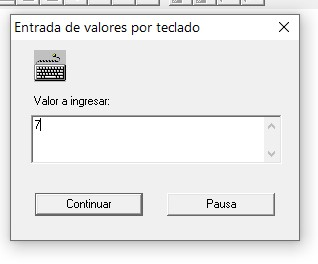 Entrada de valores por teclado
Valor a ingresar:
7
Continuar
Pausa